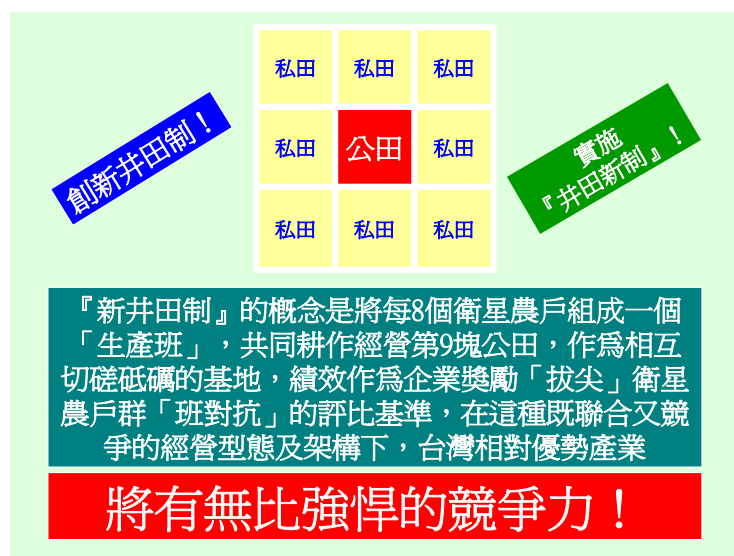 私田 私田 私田
創新井田制！
私田 公田 私田
實施
『井田新制』！
私田 私田 私田
『新井田制』的概念是將每8個衛星農戶組成一個
「生產班」，共同耕作經營第9塊公田，作為相互
切磋砥礪的基地，績效作為企業獎勵「拔尖」衛星
農戶群「班對抗」的評比基準，在這種既聯合又競
爭的經營型態及架構下，台灣相對優勢產業
將有無比強悍的競爭力！